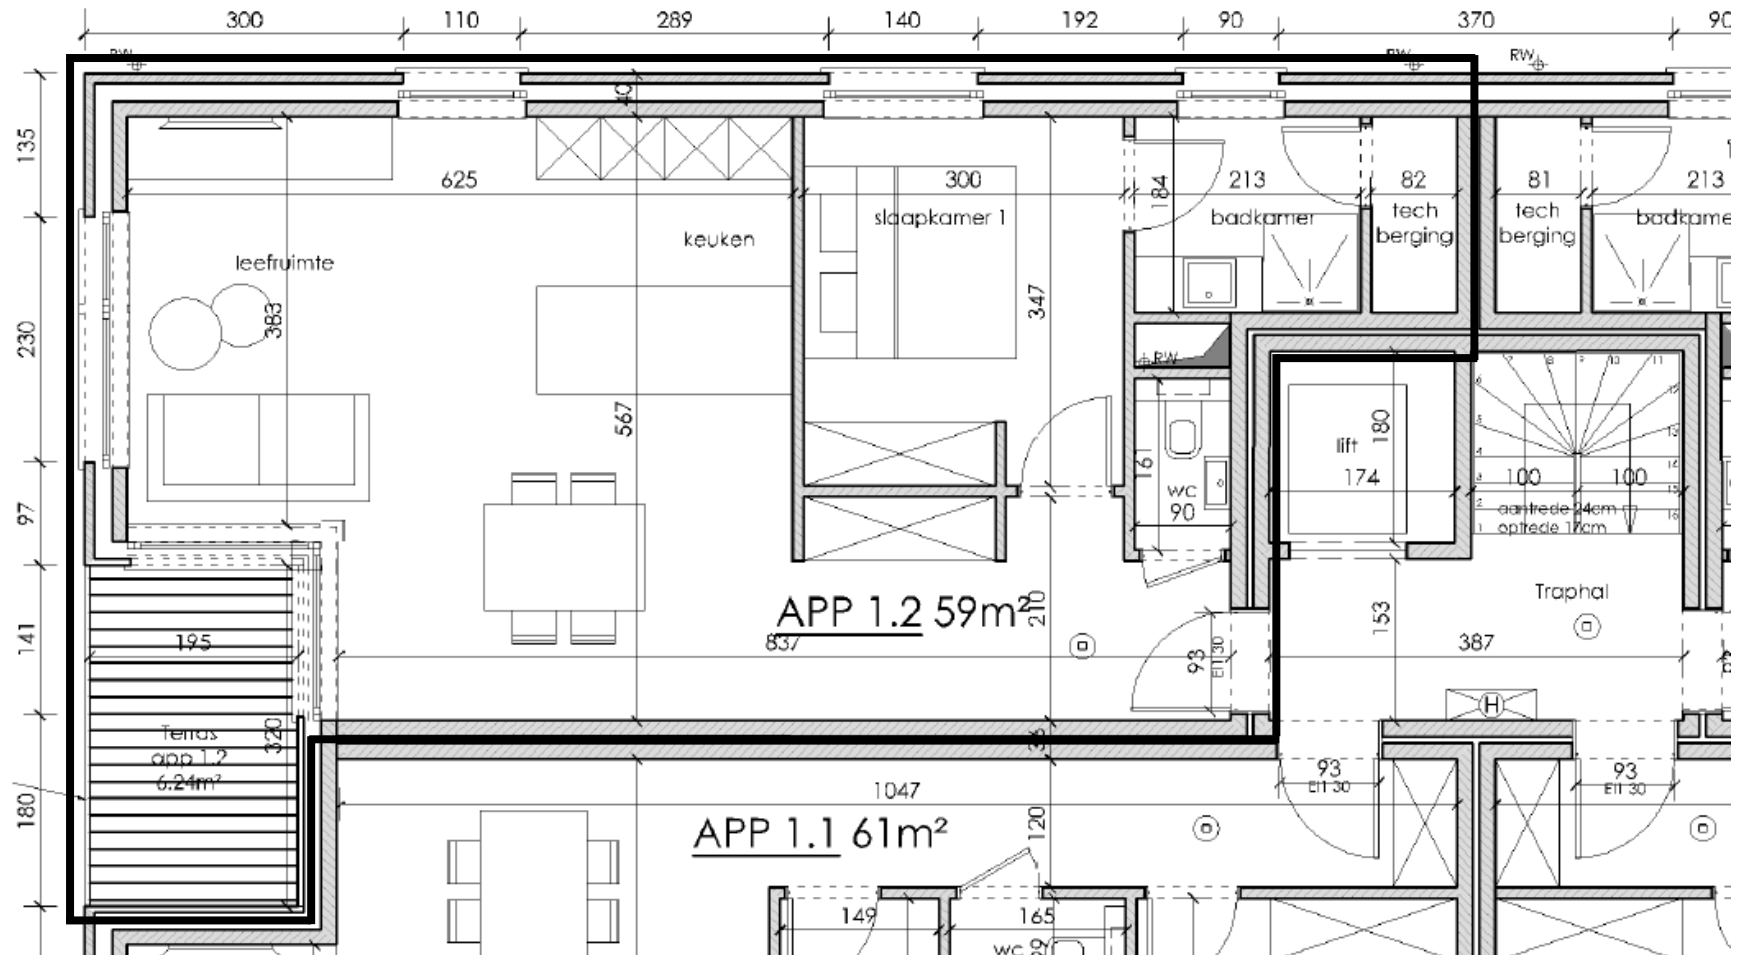 300 110 289 140 192 90 370 90
RW RW RW
40
135
625 300 184 213 82 81 213
slaapkamer 1 badkamer tech tech badkame
keuken berging berging
leefruimte
230 383 347
RW
567 180
lift
161 174 100 100
wc
97 90 aantrede 24cm
optrede 17cm
Traphal
APP 1.2 59m²
210 153
141 195 837 93 EI1 30 387
H
Terras 320
app 1.2
6.24m²
36
93 93
EI1 30 EI1 30
180 1047
APP 1.1 61m²
120
149 165
wc